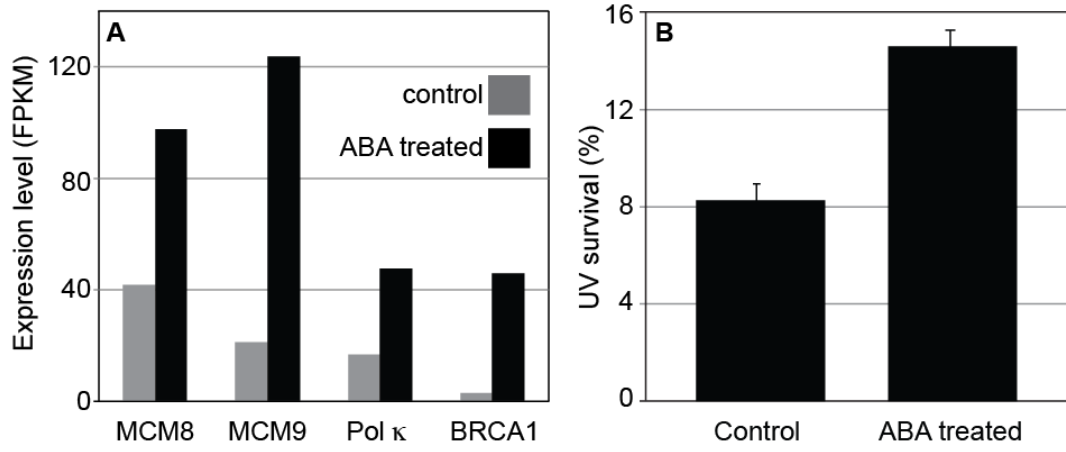 A
Expression level (FPKM)
120
80
40
0
control
ABA treated
MCM8 MCM9 Pol κ BRCA1
B
UV survival (%)
16
12
8
4
0
Control ABA treated